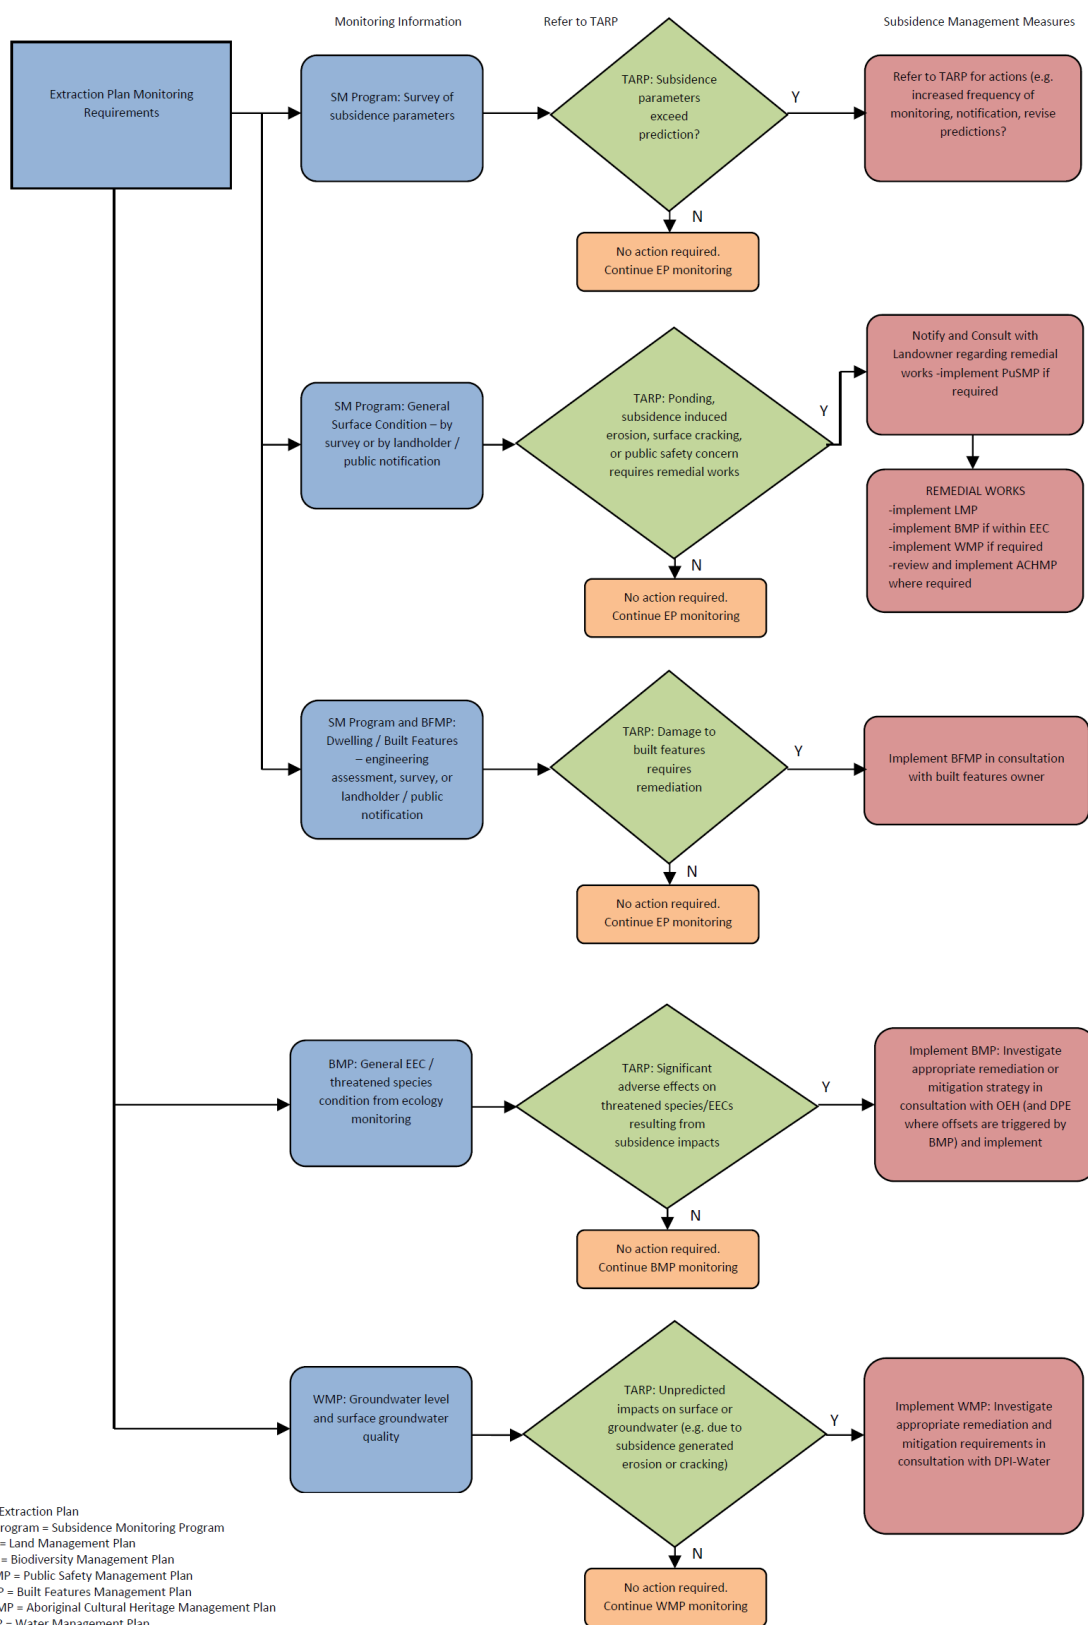 Monitoring Information
Refer to TARP
Subsidence Management Measures
Extraction Plan Monitoring
Requirements
SM Program: Survey of
subsidence parameters
TARP: Subsidence
parameters
exceed
prediction?
Y
Refer to TARP for actions (e.g.
increased frequency of
monitoring, notification, revise
predictions?
N
No action required.
Continue EP monitoring
SM Program: General
Surface Condition – by
survey or by landholder /
public notification
TARP: Ponding,
subsidence induced
erosion, surface cracking,
or public safety concern
requires remedial works
Y
Notify and Consult with
Landowner regarding remedial
works -implement PuSMP if
required
REMEDIAL WORKS
-implement LMP
-implement BMP if within EEC
-implement WMP if required
-review and implement ACHMP
where required
N
No action required.
Continue EP monitoring
SM Program and BFMP:
Dwelling / Built Features
– engineering
assessment, survey, or
landholder / public
notification
TARP: Damage to
built features
requires
remediation
Y
Implement BFMP in consultation
with built features owner
N
No action required.
Continue EP monitoring
BMP: General EEC /
threatened species
condition from ecology
monitoring
TARP: Significant
adverse effects on
threatened species/EECs
resulting from
subsidence impacts
Y
Implement BMP: Investigate
appropriate remediation or
mitigation strategy in
consultation with OEH (and DPE
where offsets are triggered by
BMP) and implement
N
No action required.
Continue BMP monitoring
WMP: Groundwater level
and surface groundwater
quality
TARP: Unpredicted
impacts on surface or
groundwater (e.g. due to
subsidence generated
erosion or cracking)
Y
Implement WMP: Investigate
appropriate remediation and
mitigation requirements in
consultation with DPI-Water
N
No action required.
Continue WMP monitoring
Extraction Plan
rogram = Subsidence Monitoring Program
= Land Management Plan
= Biodiversity Management Plan
MP = Public Safety Management Plan
P = Built Features Management Plan
MP = Aboriginal Cultural Heritage Management Plan
P = Water Management Plan